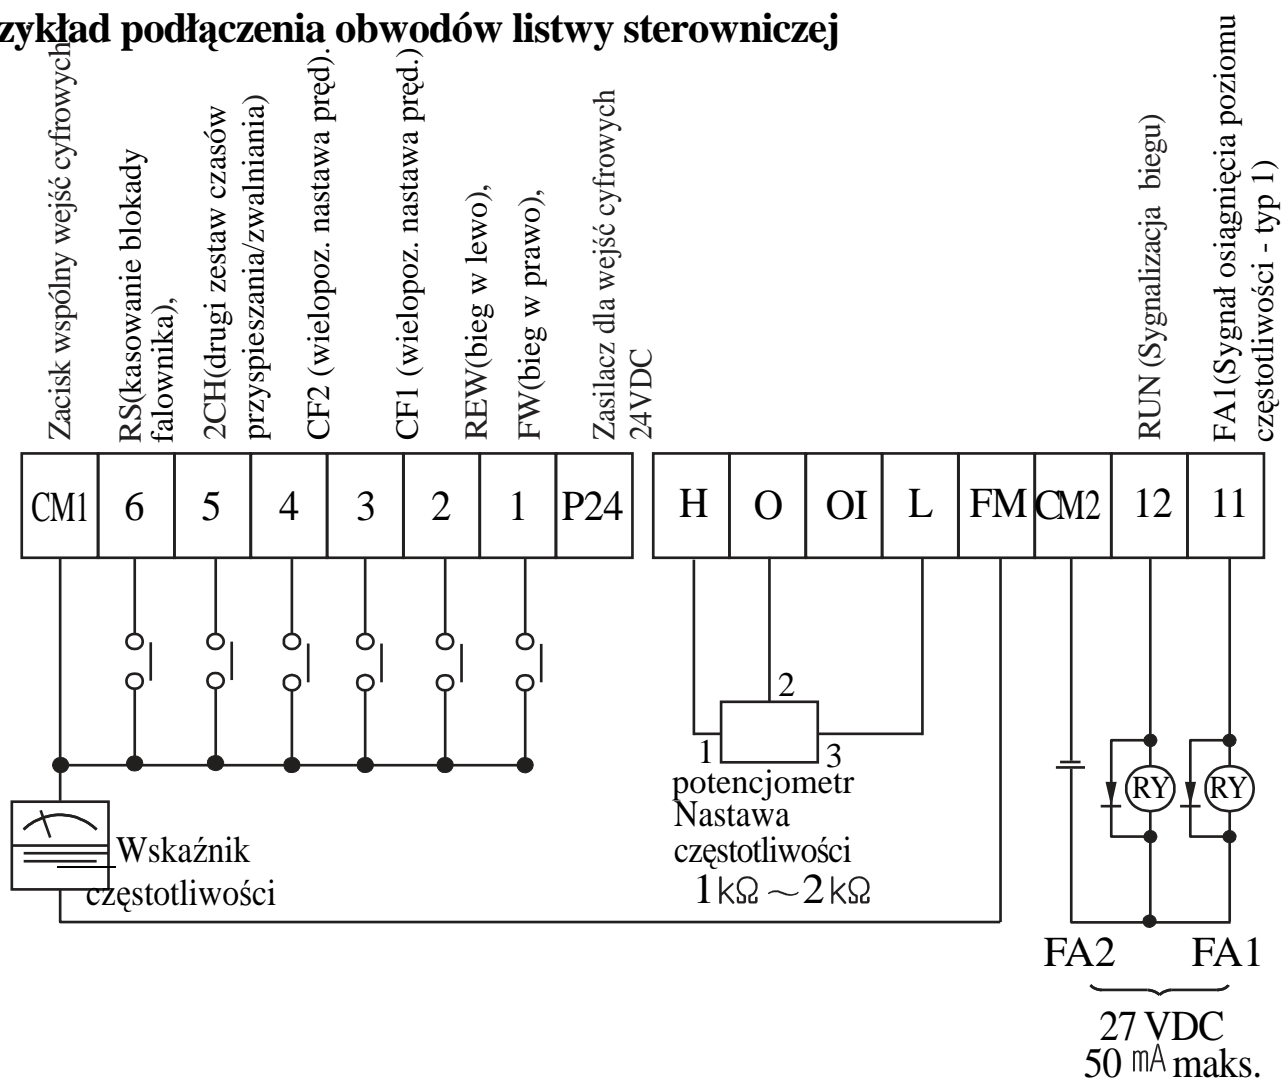 zykład podłączenia obwodów listwy sterowniczej
Zacisk wspólny wejść cyfrowych
RS(kasowanie blokady
falownika),
2CH(drugi zestaw czasów
przyspieszania/zwalniania)
CF2 (wielopoz. nastawa pręd).
CF1 (wielopoz. nastawa pręd.)
REW(bieg w lewo),
FW(bieg w prawo),
Zasilacz dla wejść cyfrowych
24VDC
RUN (Sygnalizacja biegu)
FA1(Sygnał osiągnięcia poziomu
częstotliwości - typ 1)
CM1 6 5 4 3 2 1 P24 H O OI L FM CM2 12 11
2
1 3
RY RY
potencjometr
Nastawa
częstotliwości
1kΩ ~2kΩ
Wskaźnik
częstotliwości
FA2 FA1
27 VDC
50 mA maks.